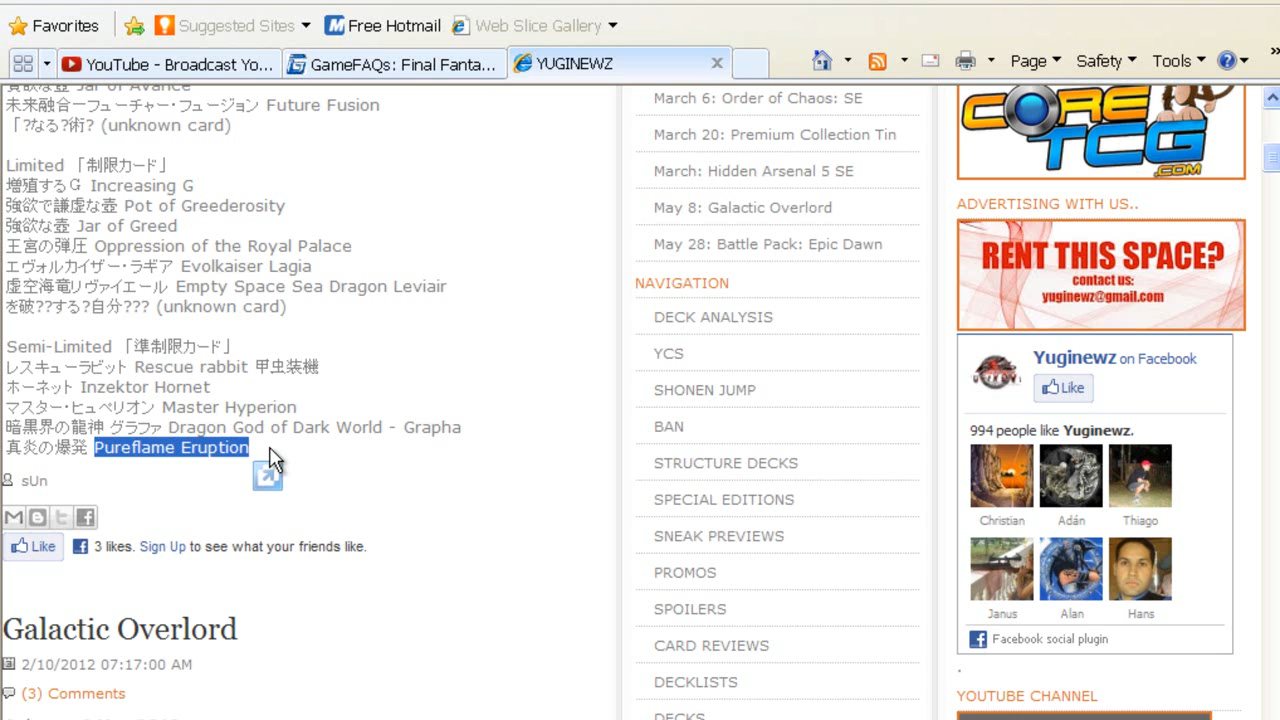 Favorites
Suggested Sites
Free Hotmail
Web Slice Gallery
YouTube - Broadcast Yo...
GameFAQs: Final Fanta...
YUGINEWZ
Page
Safety
Tools
貪欲な壺 Jar of Avarice
未来融合ーフューチャー・フュージョン Future Fusion
「?なる?術? (unknown card)
Limited 「制限カード」
増殖するG Increasing G
強欲で謙虚な壺 Pot of Greederosity
強欲な壺 Jar of Greed
王宮の弾圧 Oppression of the Royal Palace
エヴォルカイザー・ラギア Evolkaiser Lagia
虚空海竜リヴァイエール Empty Space Sea Dragon Leviair
を破??する?自分??? (unknown card)
Semi-Limited 「準制限カード」
レスキューラビット Rescue rabbit 甲虫装機
ホーネット Inzektor Hornet
マスター・ヒュペリオン Master Hyperion
暗黒界の龍神 グラファ Dragon God of Dark World - Grapha
真炎の爆発 Pureflame Eruption
sUn
Like
3 likes. Sign Up to see what your friends like.
Galactic Overlord
2/10/2012 07:17:00 AM
(3) Comments
March 6: Order of Chaos: SE
March 20: Premium Collection Tin
March: Hidden Arsenal 5 SE
May 8: Galactic Overlord
May 28: Battle Pack: Epic Dawn
NAVIGATION
DECK ANALYSIS
YCS
SHONEN JUMP
BAN
STRUCTURE DECKS
SPECIAL EDITIONS
SNEAK PREVIEWS
PROMOS
SPOILERS
CARD REVIEWS
DECKLISTS
DECKS
CORE
TCG
.COM
ADVERTISING WITH US..
RENT THIS SPACE?
contact us:
yuginewz@gmail.com
Yuginewz on Facebook
Like
994 people like Yuginewz.
Christian
Adán
Thiago
Janus
Alan
Hans
Facebook social plugin
.
YOUTUBE CHANNEL